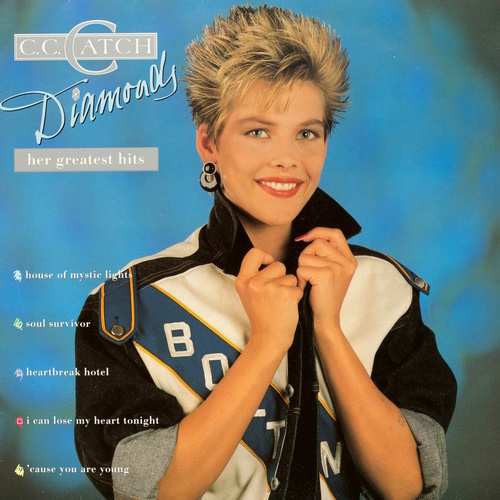 C.C. CATCH
Diamonds
her greatest hits
house of mystic lights
soul survivor
heartbreak hotel
i can lose my heart tonight
'cause you are young
BO
T
N